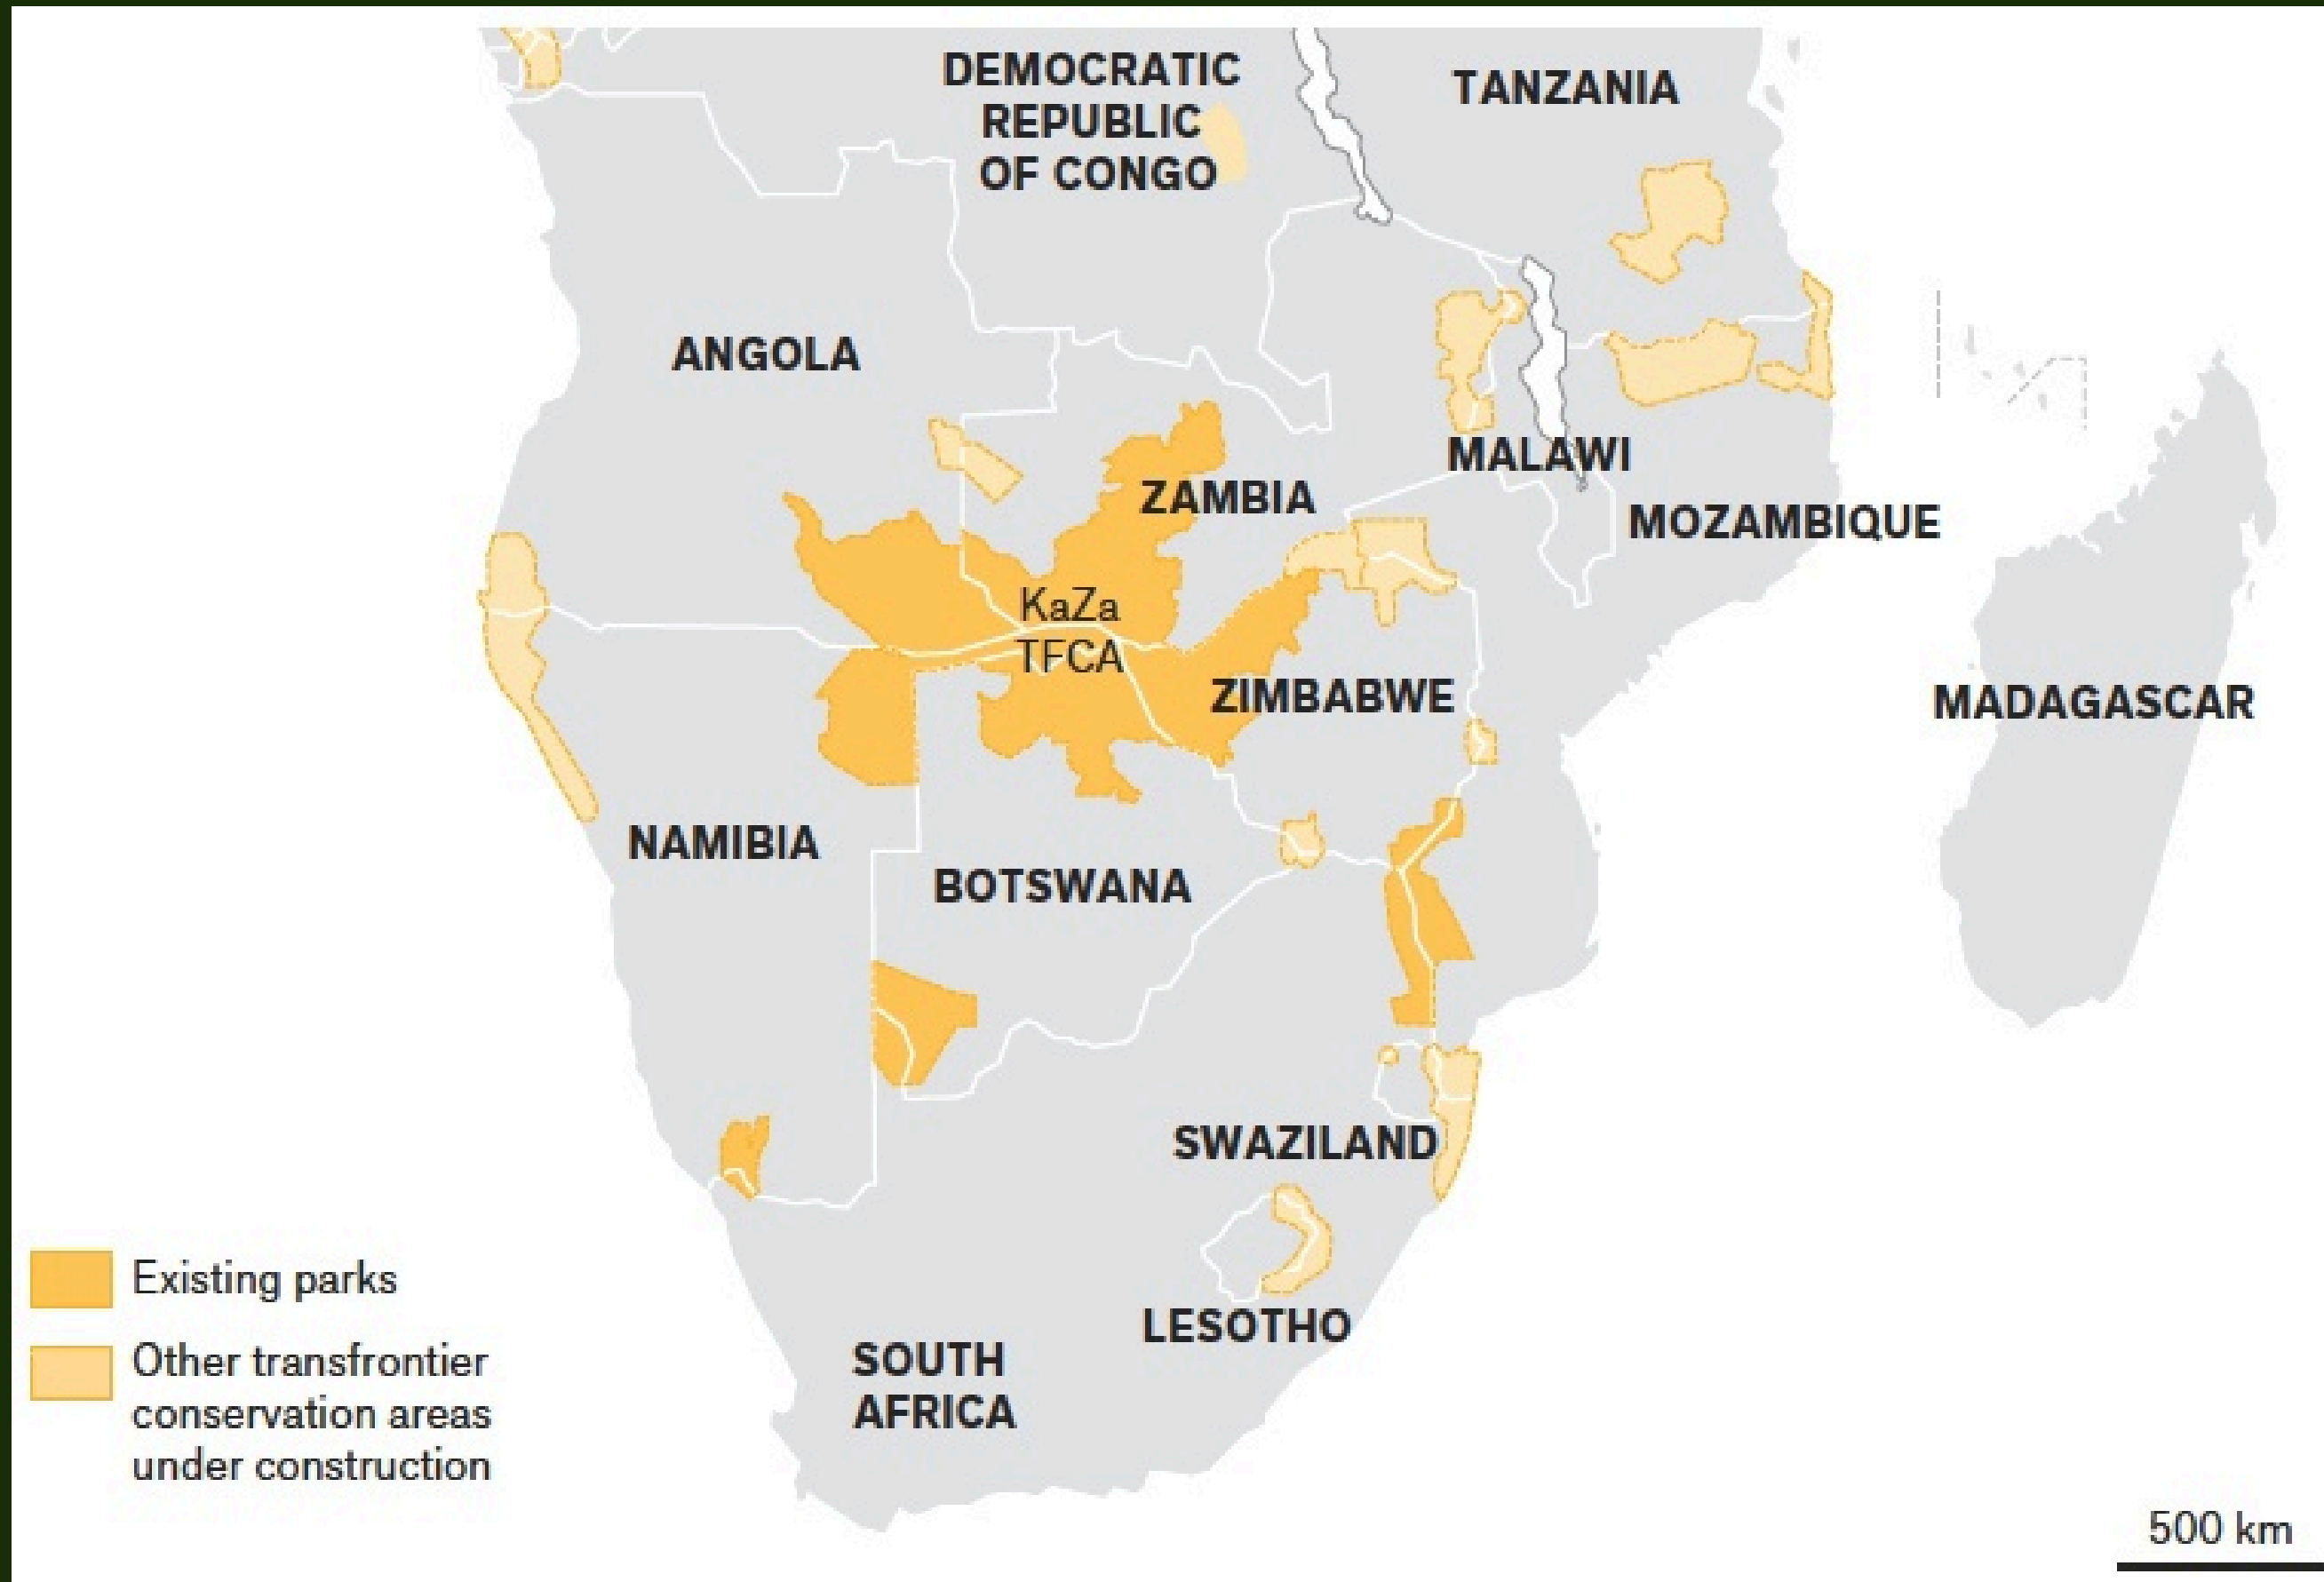 DEMOCRATIC
REPUBLIC
OF CONGO
TANZANIA
ANGOLA
MALAWI
ZAMBIA
MOZAMBIQUE
KaZa
TFCA
ZIMBABWE
MADAGASCAR
NAMIBIA
BOTSWANA
SWAZILAND
LESOTHO
SOUTH
AFRICA
Existing parks
Other transfrontier
conservation areas
under construction
500 km